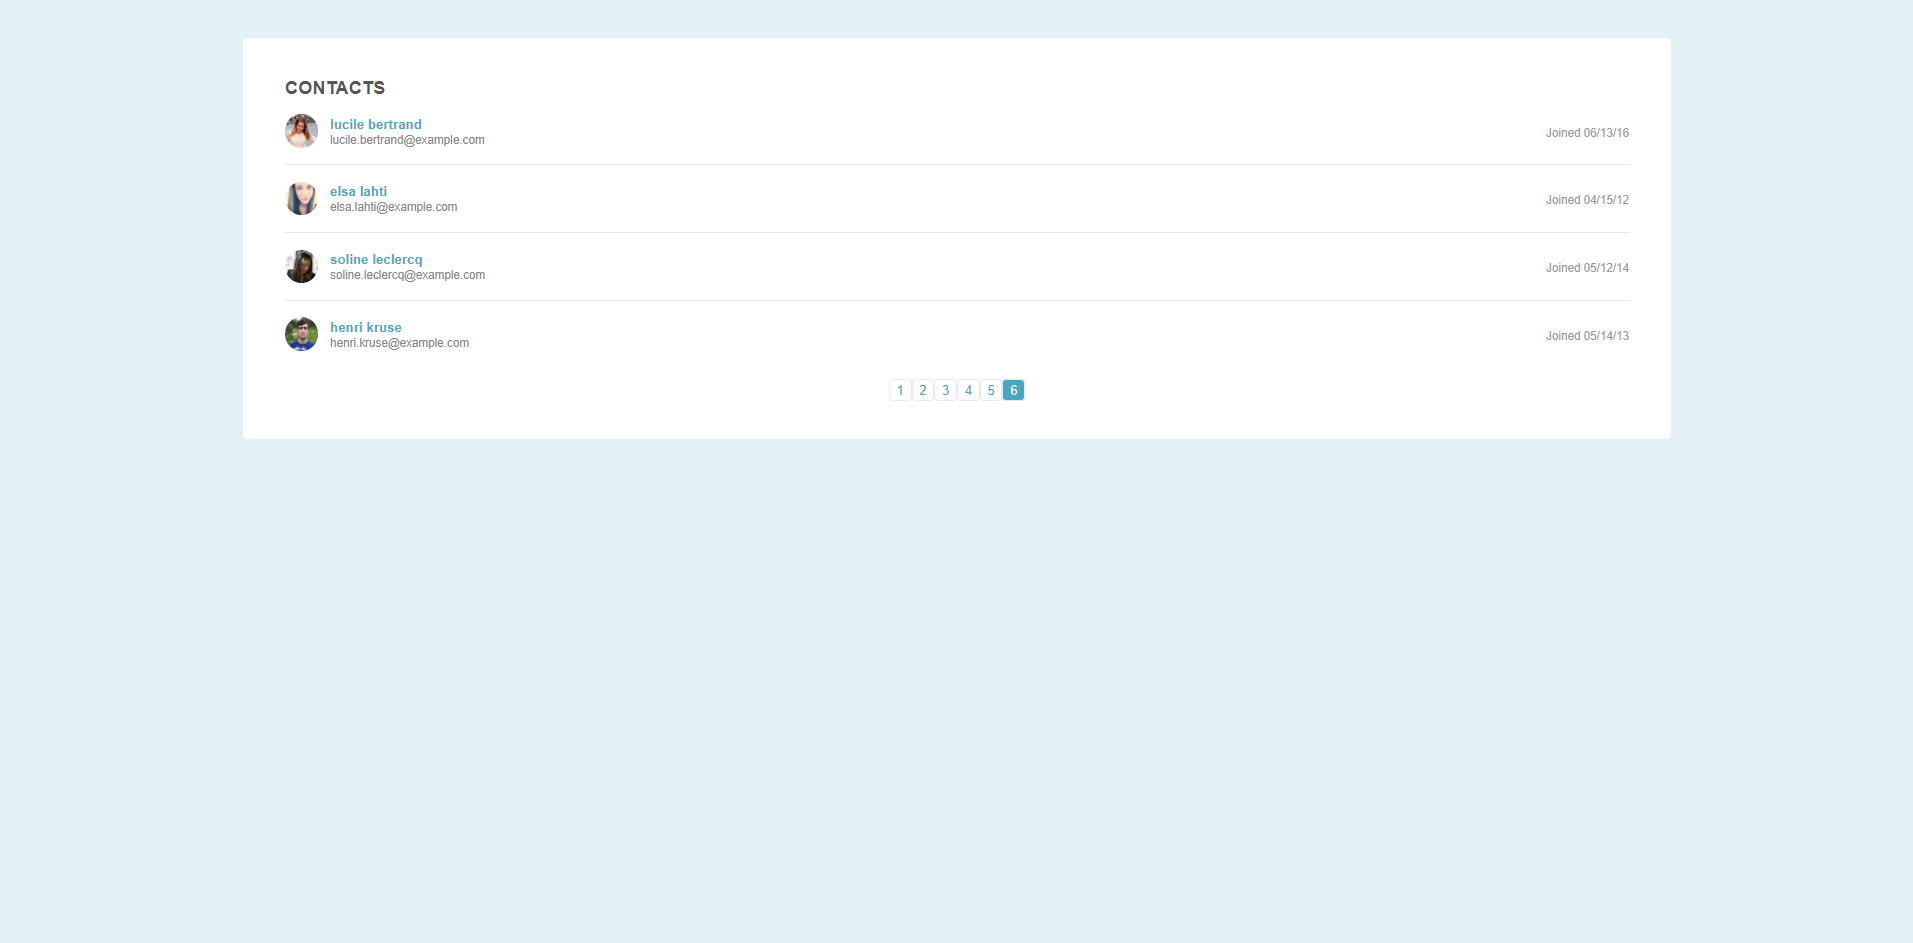 CONTACTS
lucile bertrand
lucile.bertrand@example.com
Joined 06/13/16
elsa lahti
elsa.lahti@example.com
Joined 04/15/12
soline leclercq
soline.leclercq@example.com
Joined 05/12/14
henri kruse
henri.kruse@example.com
Joined 05/14/13
1 2 3 4 5 6